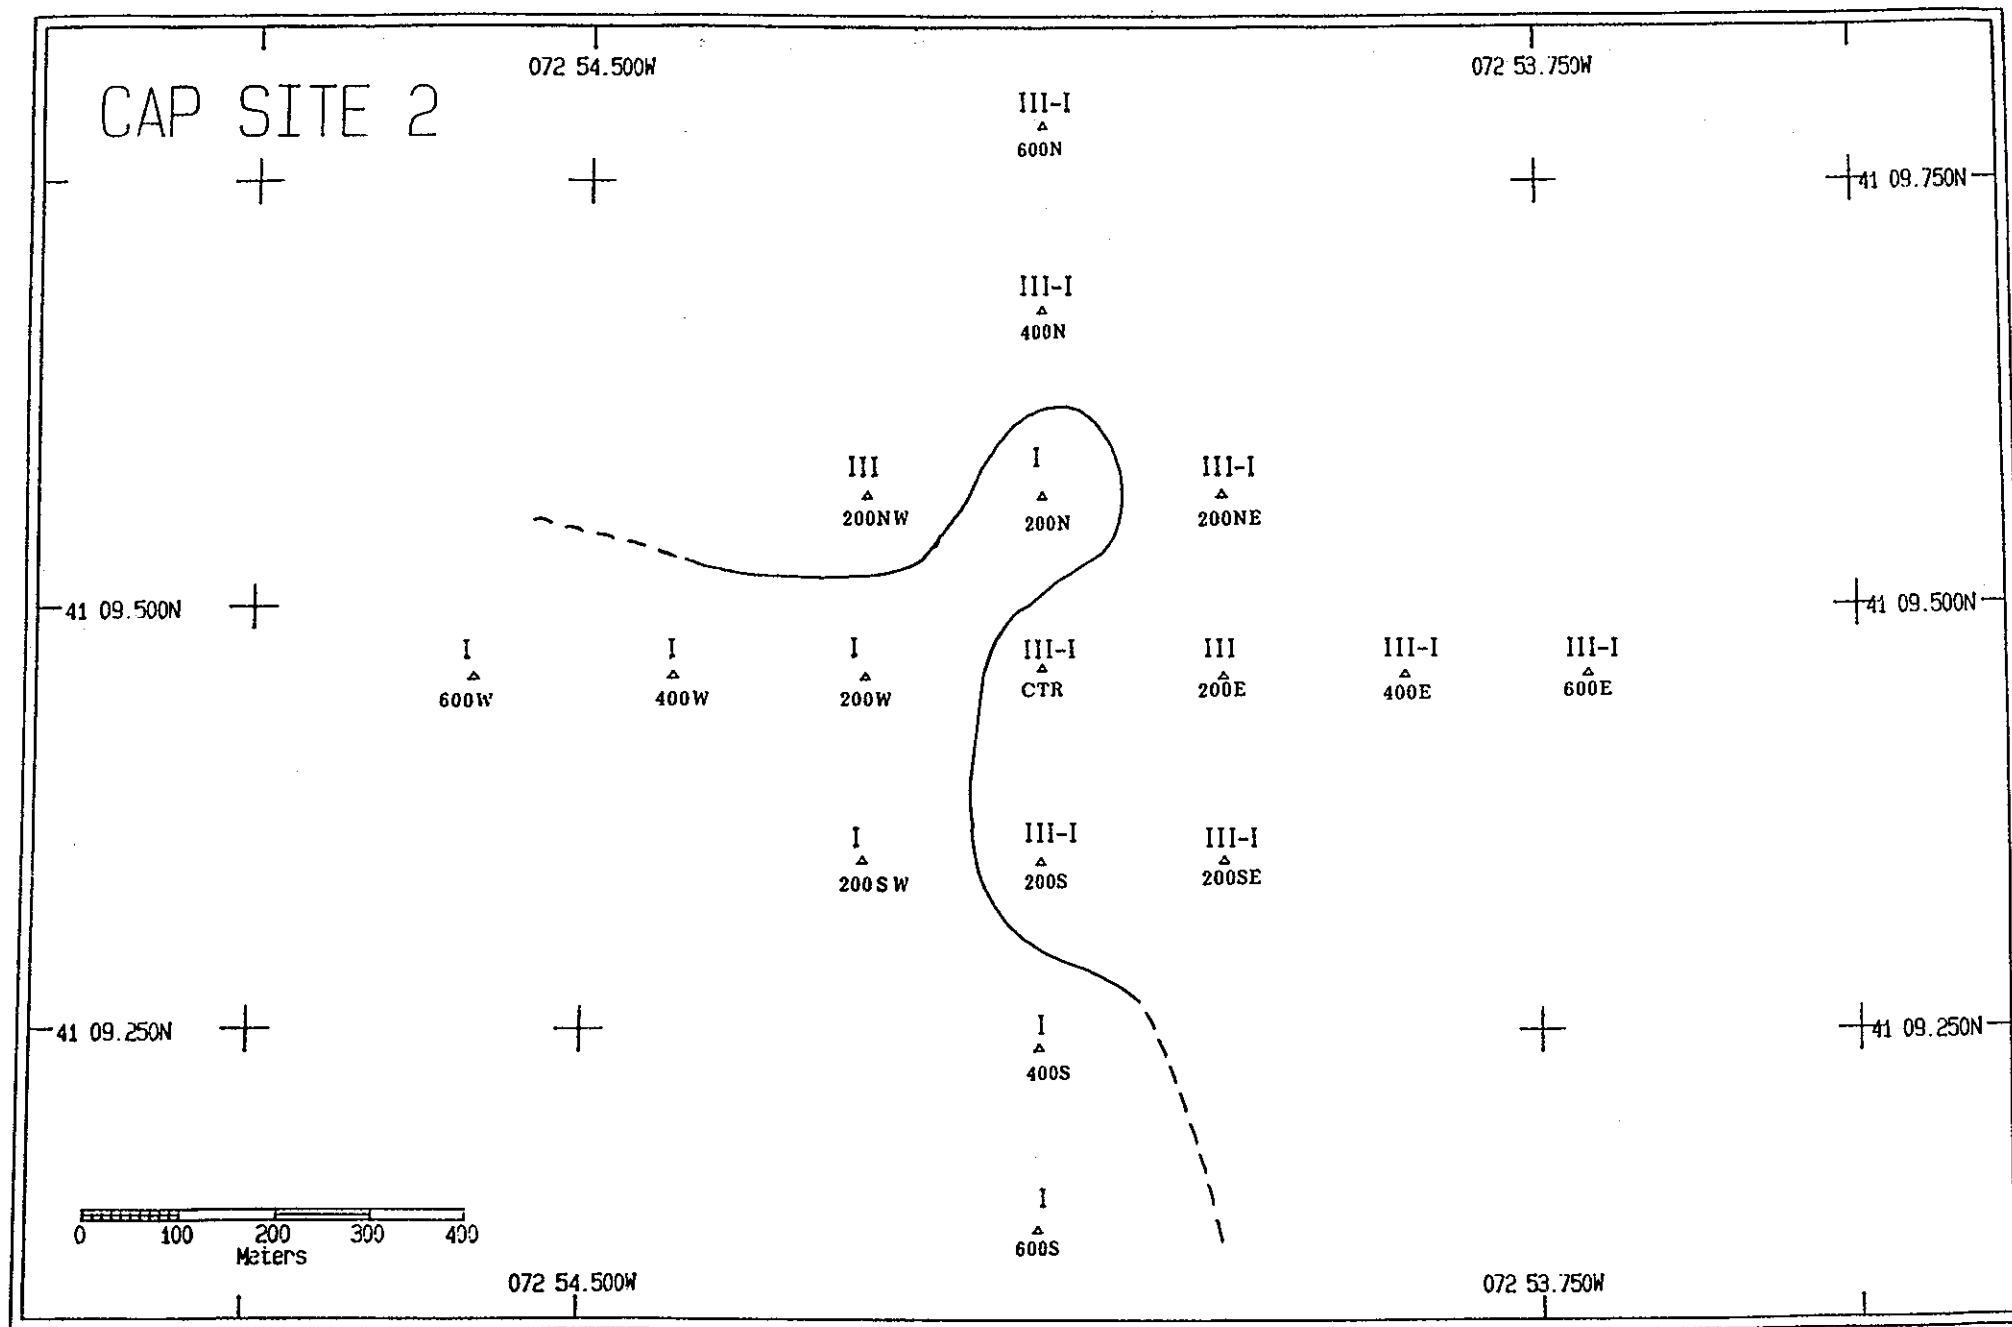 072 54.500W
072 53.750W
CAP SITE 2
III-I
600N
41 09.750N
III-I
400N
III
200NW
I
200N
III-I
200NE
41 09.500N
41 09.500N
I
600W
I
400W
I
200W
III-I
CTR
III
200E
III-I
400E
III-I
600E
I
200SW
III-I
200S
III-I
200SE
41 09.250N
41 09.250N
I
400S
I
600S
0 100 200 300 400
Meters
072 54.500W
072 53.750W